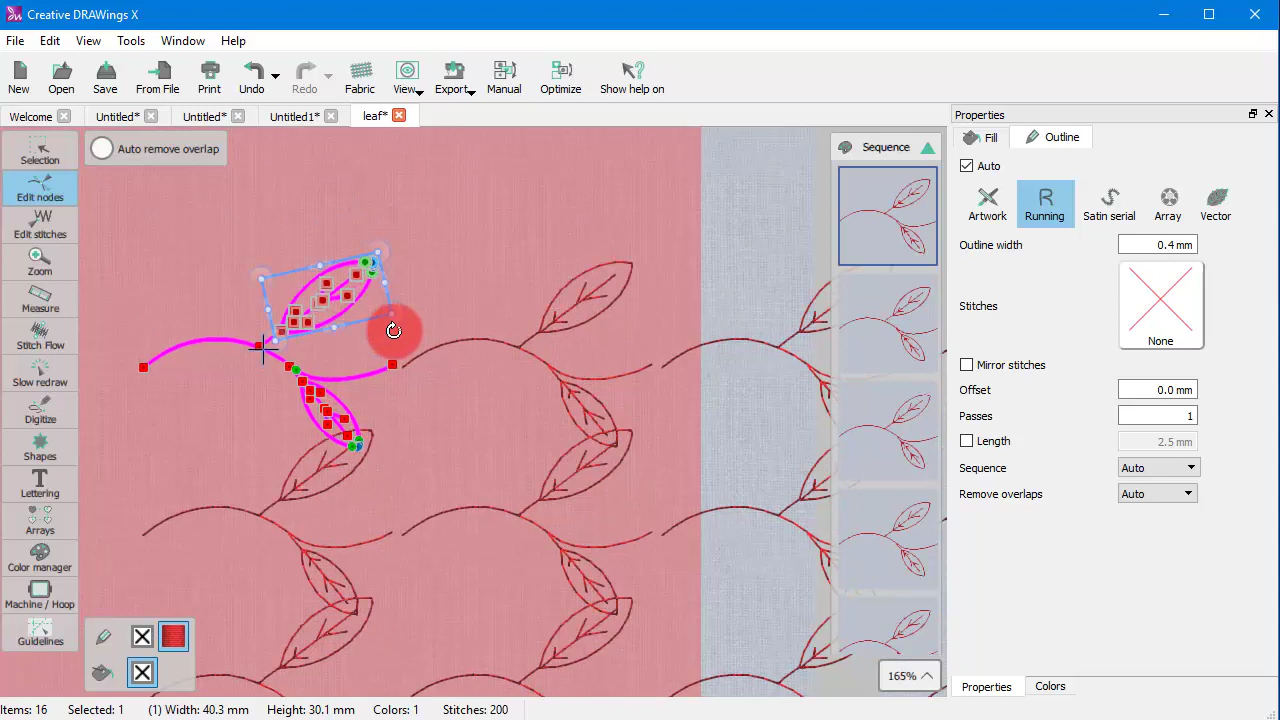 Creative DRAWings X
File Edit View Tools Window Help
New Open Save From File Print Undo Redo Fabric View Export Manual Optimize Show help on
Welcome Untitled* Untitled* Untitled1* leaf*
Properties
Selection
Edit nodes
Edit stitches
Zoom
Measure
Stitch Flow
Slow redraw
Digitize
Shapes
Lettering
Arrays
Color manager
Machine / Hoop
Guidelines
Auto remove overlap
Sequence
165%
Fill Outline
Auto
Artwork Running Satin serial Array Vector
Outline width 0.4 mm
Stitches
None
Mirror stitches
Offset 0.0 mm
Passes 1
Length 2.5 mm
Sequence Auto
Remove overlaps Auto
Properties Colors
Items: 16 Selected: 1 (1) Width: 40.3 mm Height: 30.1 mm Colors: 1 Stitches: 200